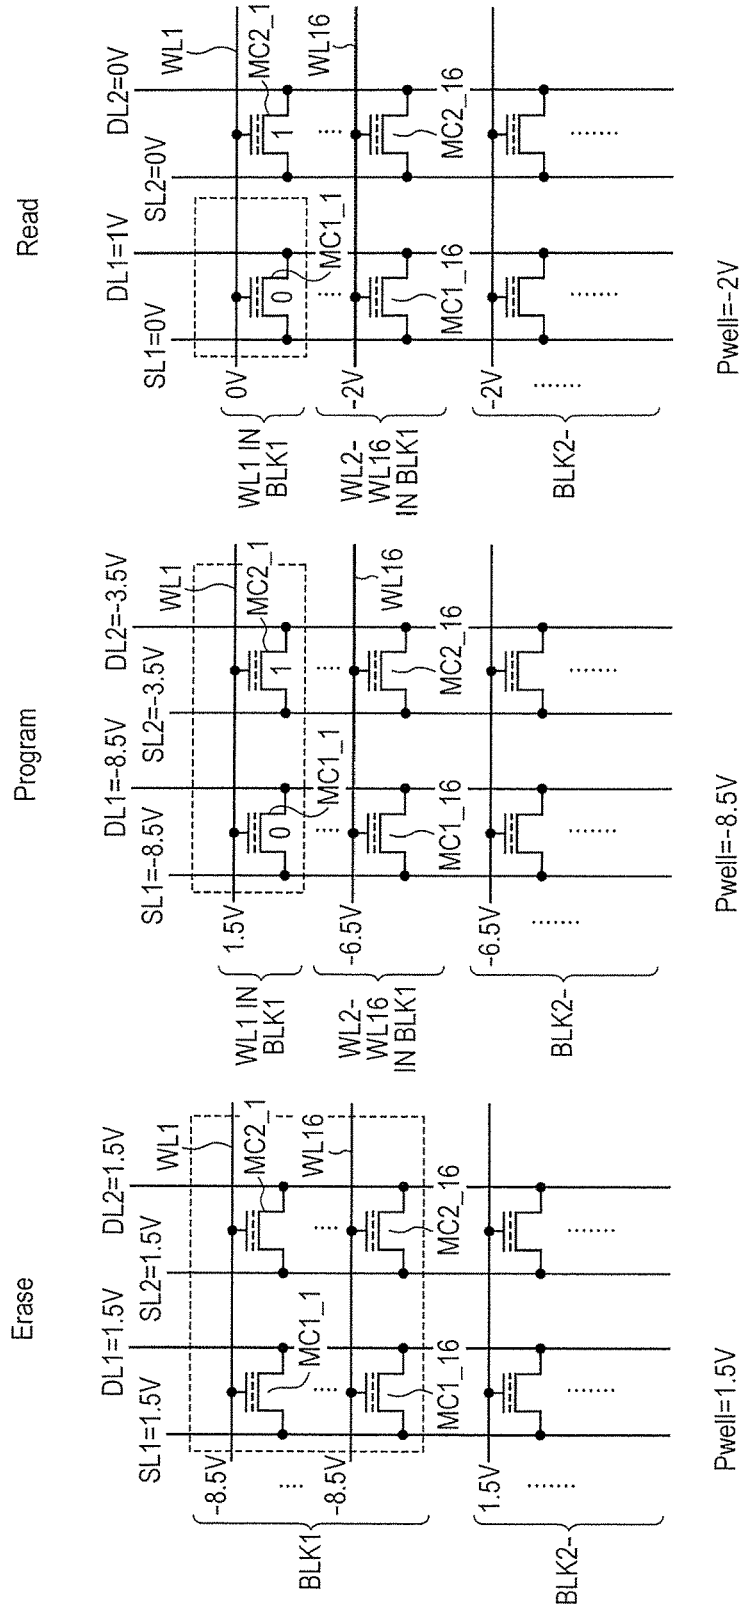 Erase
SL1=1.5V
DL1=1.5V
SL2=1.5V
DL2=1.5V
WL1
MC2_1
MC1_1
WL16
MC1_16
MC2_16
-8.5V
-8.5V
BLK1
1.5V
BLK2-
Pwell=1.5V
Program
SL1=-8.5V
DL1=-8.5V
SL2=-3.5V
DL2=-3.5V
WL1
MC2_1
0
1
MC1_1
WL16
MC1_16
MC2_16
1.5V
-6.5V
-6.5V
WL1 IN
BLK1
WL2-
WL16
IN BLK1
BLK2-
Pwell=-8.5V
Read
SL1=0V
DL1=1V
SL2=0V
DL2=0V
WL1
MC2_1
0
1
MC1_1
WL16
MC1_16
MC2_16
0V
-2V
-2V
WL1 IN
BLK1
WL2-
WL16
IN BLK1
BLK2-
Pwell=-2V